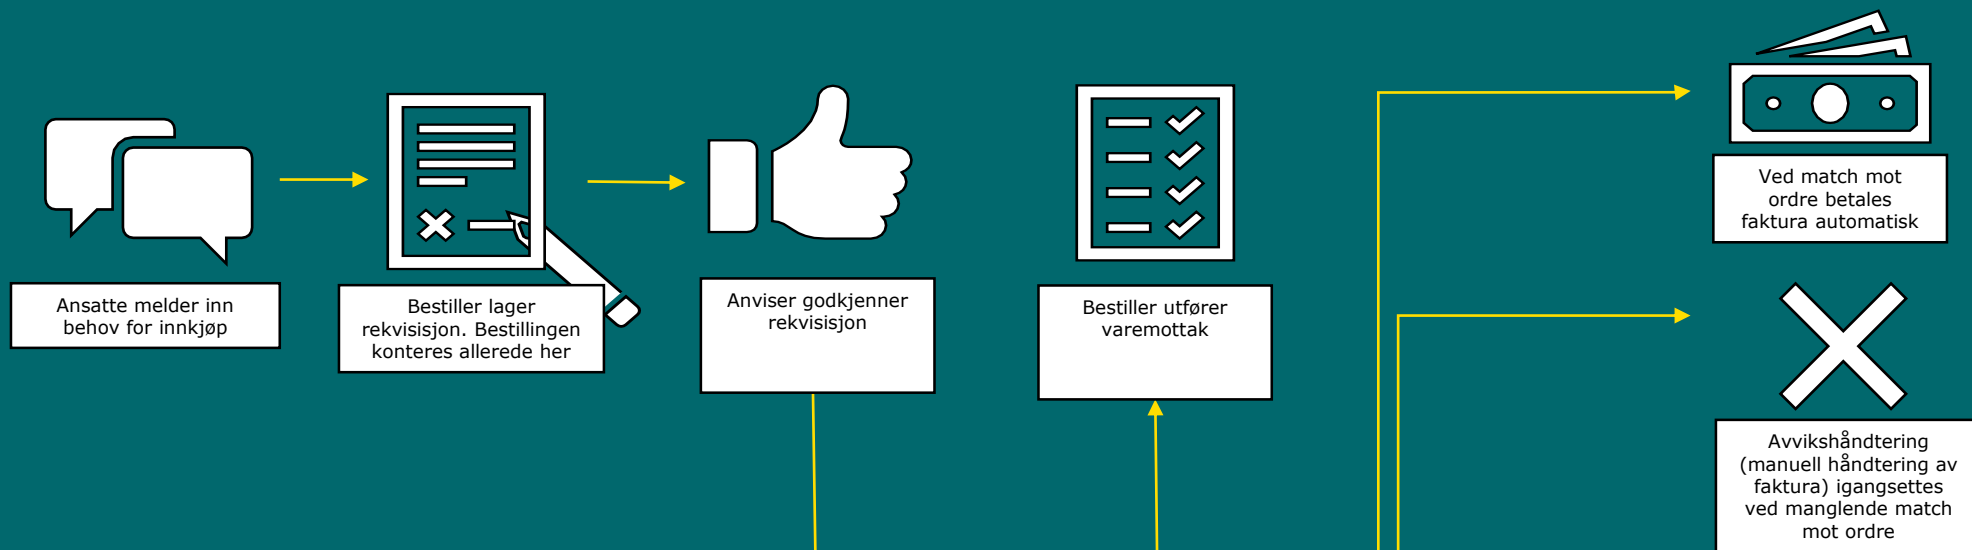 Ansatte melder inn
behov for innkjøp
Bestiller lager
rekvisisjon. Bestillingen
konteres allerede her
Anviser godkjenner
rekvisisjon
Bestiller utfører
varemottak
Ved match mot
ordre betales
faktura automatisk
Avvikshåndtering
(manuell håndtering av
faktura) igangsettes
ved manglende match
mot ordre